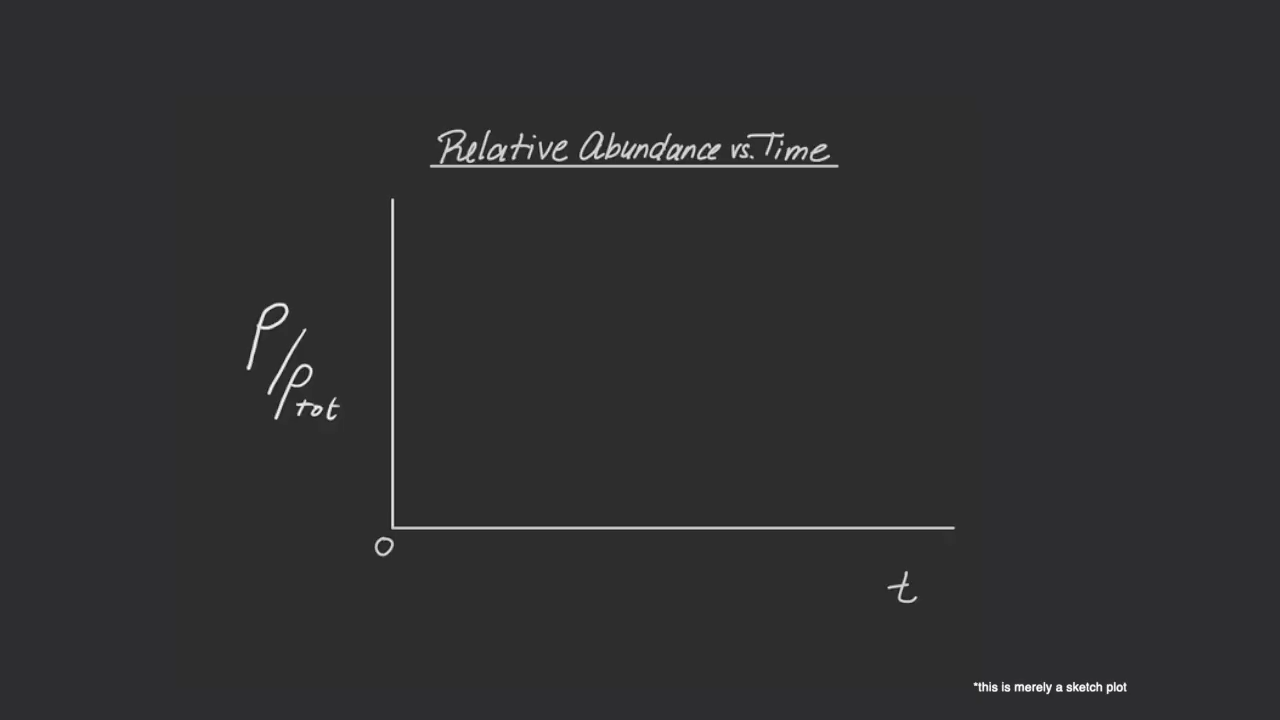 Relative Abundance vs. Time
ρ/ρtot
0
t
*this is merely a sketch plot